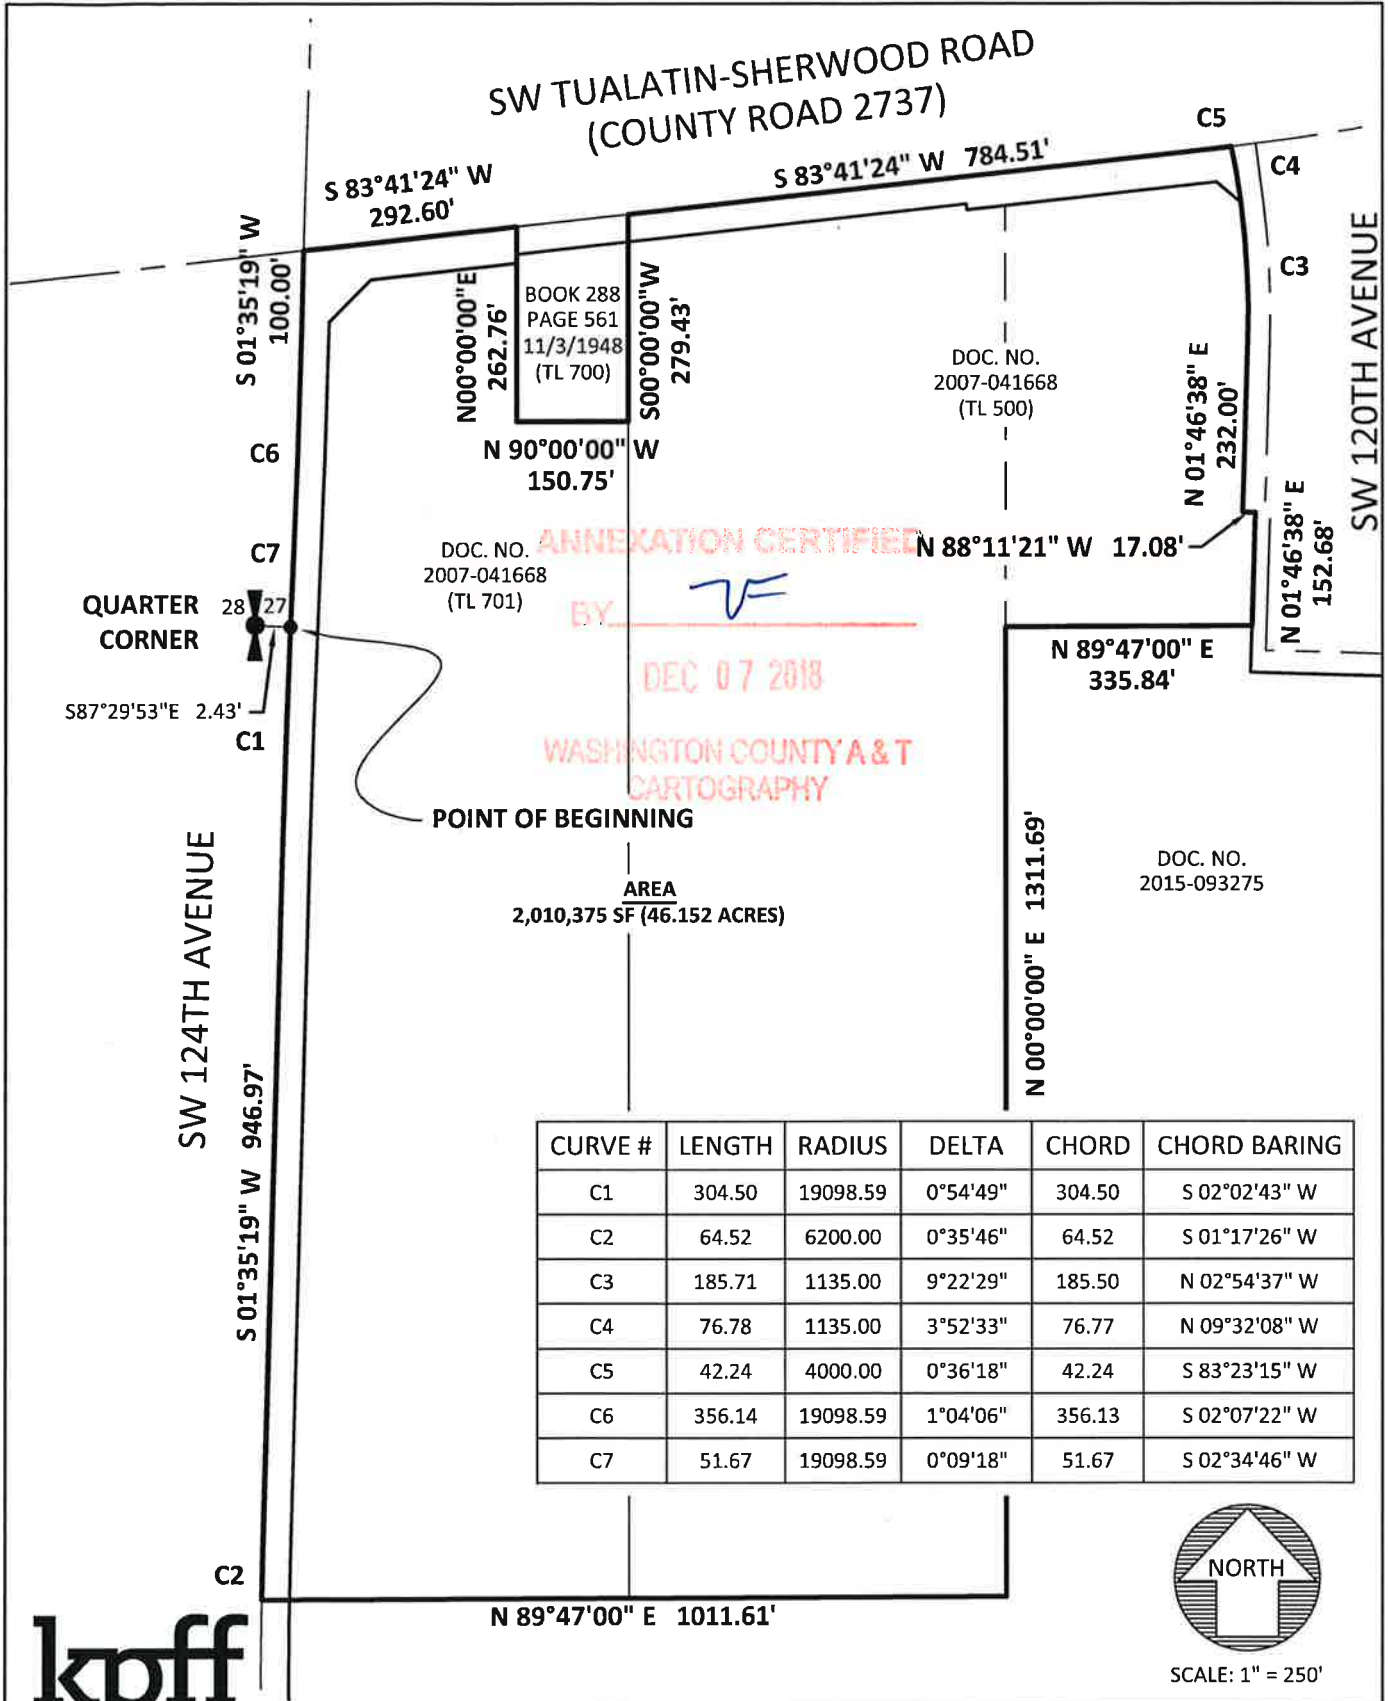 SW TUALATIN-SHERWOOD ROAD
(COUNTY ROAD 2737)
C5
C4
C3
S 83°41'24" W
292.60'
S 83°41'24" W 784.51'
S 01°35'19" W
100.00'
N00°00'00"E
262.76'
BOOK 288
PAGE 561
11/3/1948
(TL 700)
S00°00'00"W
279.43'
DOC. NO.
2007-041668
(TL 500)
N 01°46'38" E
232.00'
SW 120TH AVENUE
C6
N 90°00'00" W
150.75'
C7
DOC. NO.
2007-041668
(TL 701)
ANNEXATION CERTIFIED
BY
DEC 07 2018
WASHINGTON COUNTY A & T
CARTOGRAPHY
N 88°11'21" W 17.08'
N 01°46'38" E
152.68'
QUARTER
CORNER
28 27
N 89°47'00" E
335.84'
S87°29'53"E 2.43'
C1
POINT OF BEGINNING
SW 124TH AVENUE
AREA
2,010,375 SF (46.152 ACRES)
N 00°00'00" E 1311.69'
DOC. NO.
2015-093275
S 01°35'19" W 946.97'
CURVE # LENGTH RADIUS DELTA CHORD CHORD BARING
C1 304.50 19098.59 0°54'49" 304.50 S 02°02'43" W
C2 64.52 6200.00 0°35'46" 64.52 S 01°17'26" W
C3 185.71 1135.00 9°22'29" 185.50 N 02°54'37" W
C4 76.78 1135.00 3°52'33" 76.77 N 09°32'08" W
C5 42.24 4000.00 0°36'18" 42.24 S 83°23'15" W
C6 356.14 19098.59 1°04'06" 356.13 S 02°07'22" W
C7 51.67 19098.59 0°09'18" 51.67 S 02°34'46" W
C2
N 89°47'00" E 1011.61'
NORTH
SCALE: 1" = 250'
kpff